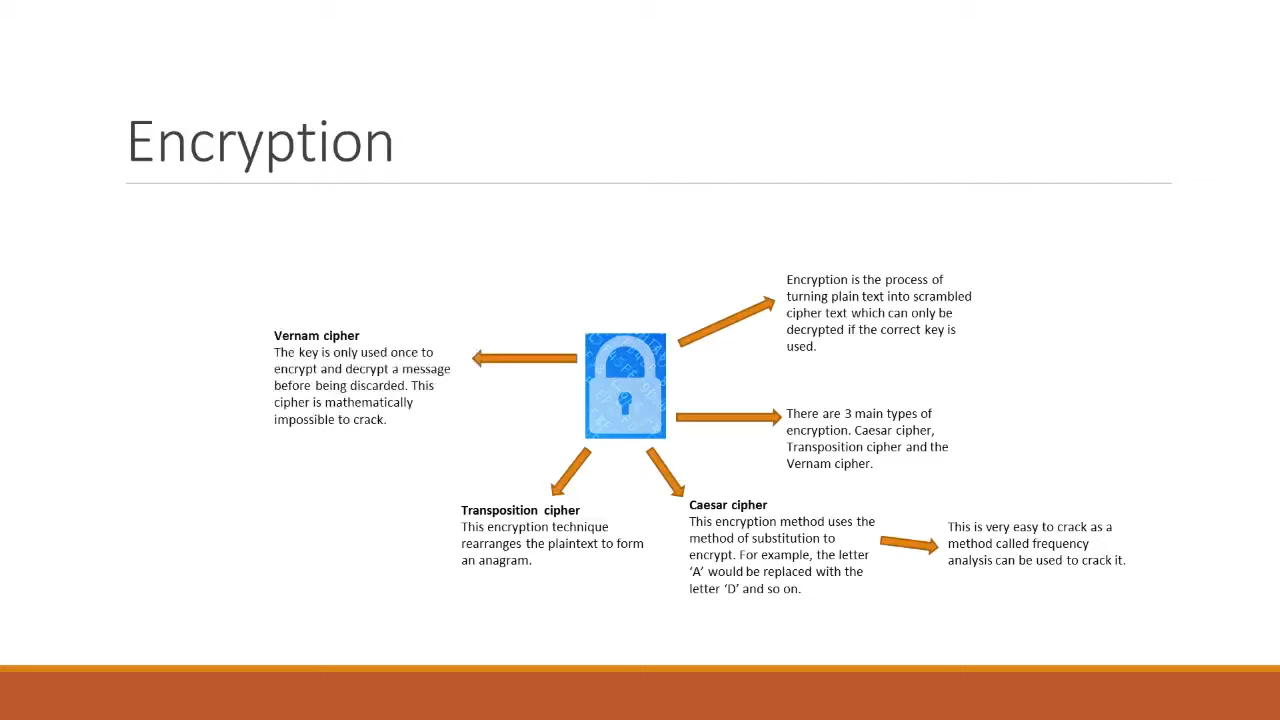 Encryption
Encryption is the process of
turning plain text into scrambled
cipher text which can only be
decrypted if the correct key is
used.
Vernam cipher
The key is only used once to
encrypt and decrypt a message
before being discarded. This
cipher is mathematically
impossible to crack.
There are 3 main types of
encryption. Caesar cipher,
Transposition cipher and the
Vernam cipher.
Transposition cipher
This encryption technique
rearranges the plaintext to form
an anagram.
Caesar cipher
This encryption method uses the
method of substitution to
encrypt. For example, the letter
‘A’ would be replaced with the
letter ‘D’ and so on.
This is very easy to crack as a
method called frequency
analysis can be used to crack it.